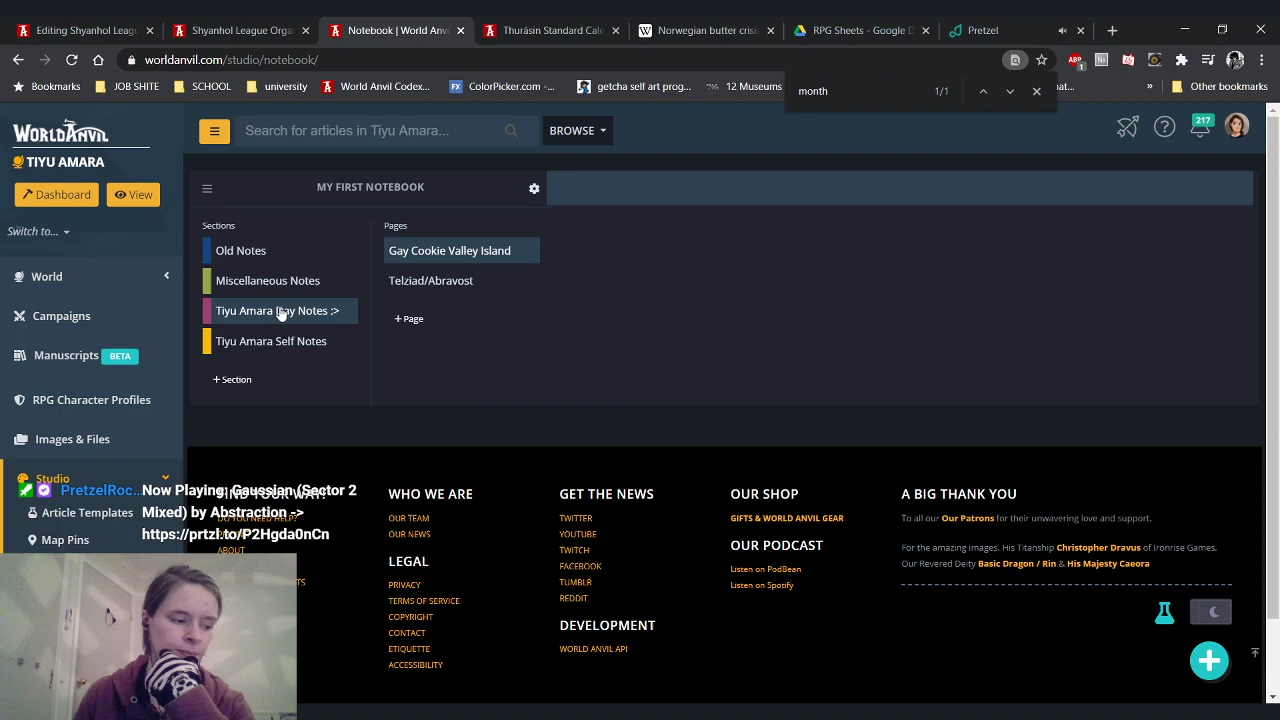 Editing Shyanhol Leagu
Shyanhol League Orga
Notebook | World Anv
Thurásin Standard Cale
Norwegian butter crisis
RPG Sheets - Google D
Pretzel
worldanvil.com/studio/notebook/
Bookmarks
JOB SHITE
SCHOOL
university
World Anvil Codex...
ColorPicker.com -...
getcha self art prog...
12 Museums
mat...
Other bookmarks
month
1/1
WORLDANVIL
Search for articles in Tiyu Amara...
BROWSE
217
TIYU AMARA
Dashboard
View
Switch to...
World
Campaigns
Manuscripts BETA
RPG Character Profiles
Images & Files
Studio
Article Templates
Map Pins
MY FIRST NOTEBOOK
Sections
Old Notes
Miscellaneous Notes
Tiyu Amara Day Notes :>
Tiyu Amara Self Notes
+ Section
Pages
Gay Cookie Valley Island
Telziad/Abravost
+ Page
PretzelRoc... Now Playing: Gaussian (Sector 2
Mixed) by Abstraction ->
https://prtzl.to/P2Hgda0nCn
DO YOU NEED HELP?
ABOUT
WHO WE ARE
OUR TEAM
OUR NEWS
LEGAL
PRIVACY
TERMS OF SERVICE
COPYRIGHT
CONTACT
ETIQUETTE
ACCESSIBILITY
GET THE NEWS
TWITTER
YOUTUBE
TWITCH
FACEBOOK
TUMBLR
REDDIT
DEVELOPMENT
WORLD ANVIL API
OUR SHOP
GIFTS & WORLD ANVIL GEAR
OUR PODCAST
Listen on PodBean
Listen on Spotify
A BIG THANK YOU
To all our Our Patrons for their unwavering love and support.
For the amazing images. His Titanship Christopher Dravus of Ironrise Games,
Our Revered Deity Basic Dragon / Rin & His Majesty Caeora